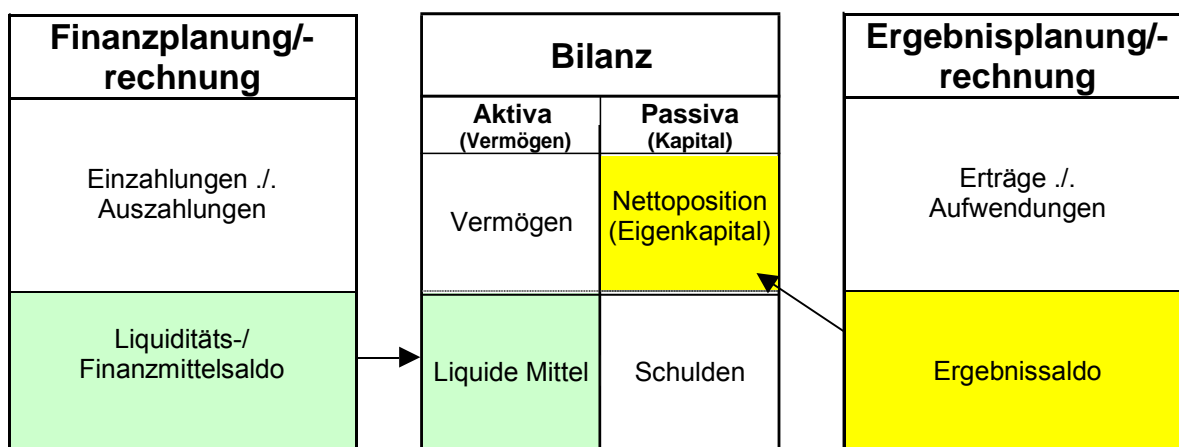 Finanzplanung/-
rechnung
Einzahlungen ./.
Auszahlungen
Liquiditäts-/
Finanzmittelsaldo
Bilanz
Aktiva
(Vermögen)
Passiva
(Kapital)
Vermögen
Nettoposition
(Eigenkapital)
Liquide Mittel
Schulden
Ergebnisplanung/-
rechnung
Erträge ./.
Aufwendungen
Ergebnissaldo